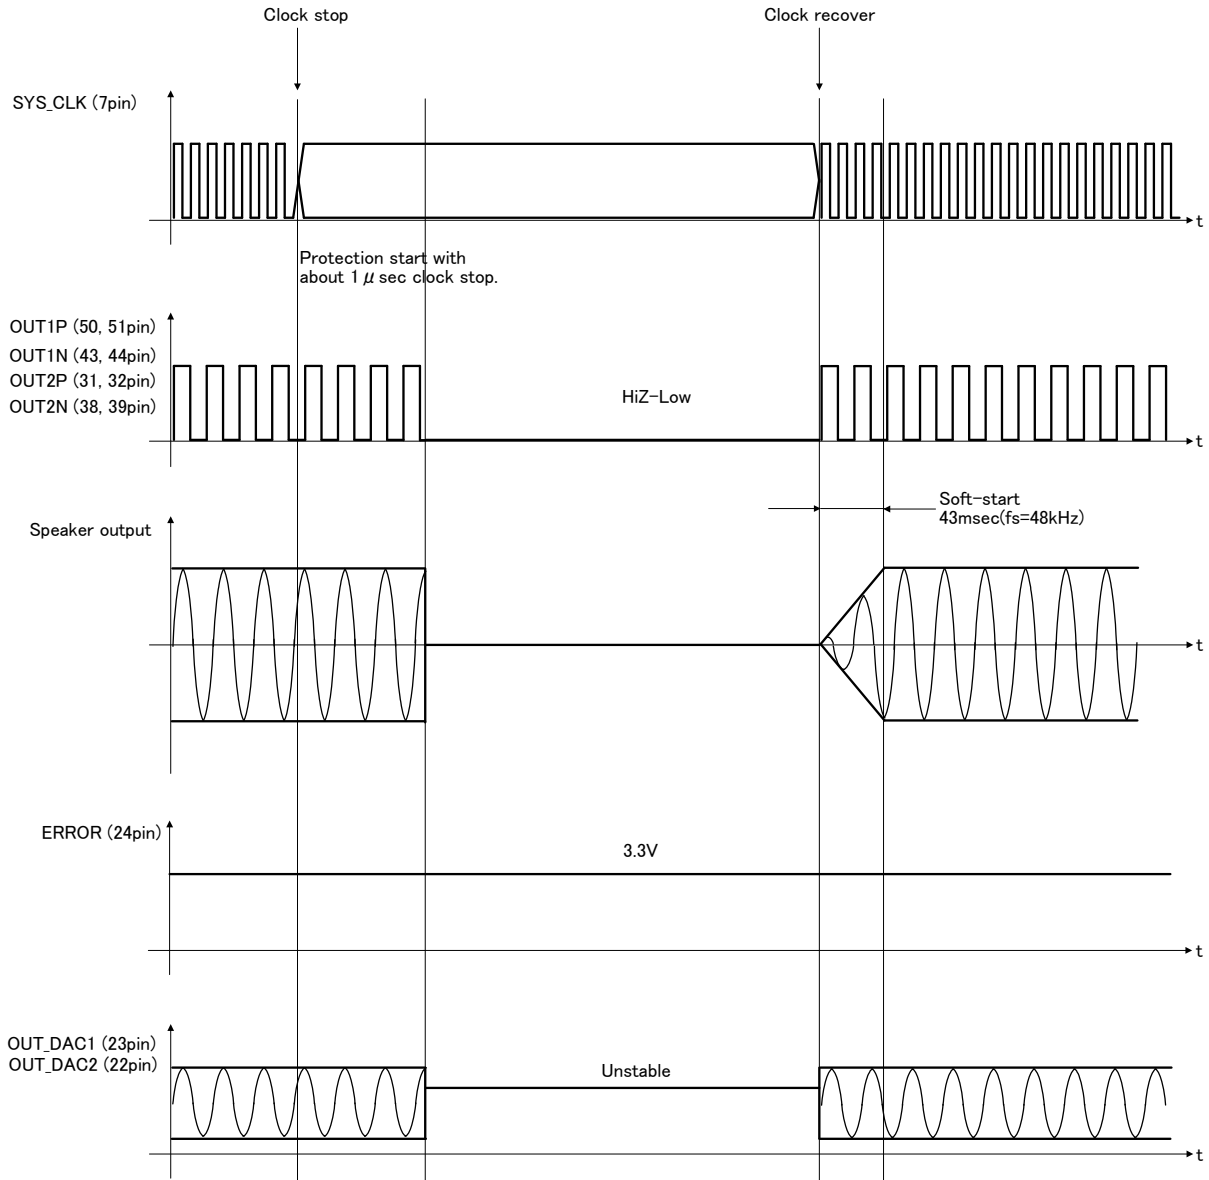 Clock stop
Clock recover
SYS_CLK (7pin)
t
Protection start with
about 1 μ sec clock stop.
OUT1P (50, 51pin)
OUT1N (43, 44pin)
OUT2P (31, 32pin)
OUT2N (38, 39pin)
HiZ-Low
t
Soft-start
43msec(fs=48kHz)
Speaker output
t
ERROR (24pin)
3.3V
t
OUT_DAC1 (23pin)
OUT_DAC2 (22pin)
Unstable
t